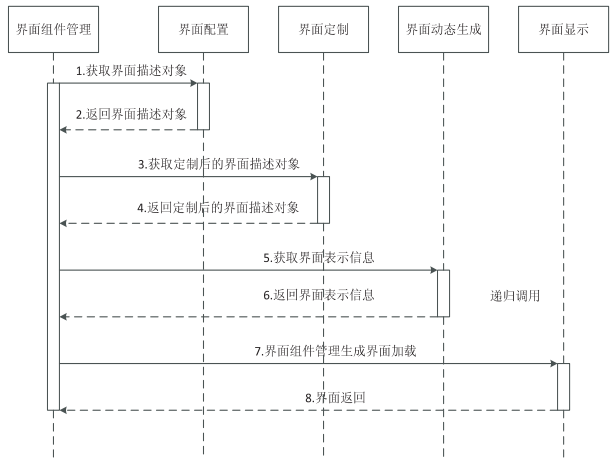 界面组件管理
界面配置
界面定制
界面动态生成
界面显示
1.获取界面描述对象
2.返回界面描述对象
3.获取定制后的界面描述对象
4.返回定制后的界面描述对象
5.获取界面表示信息
6.返回界面表示信息
递归调用
7.界面组件管理生成界面加载
8.界面返回